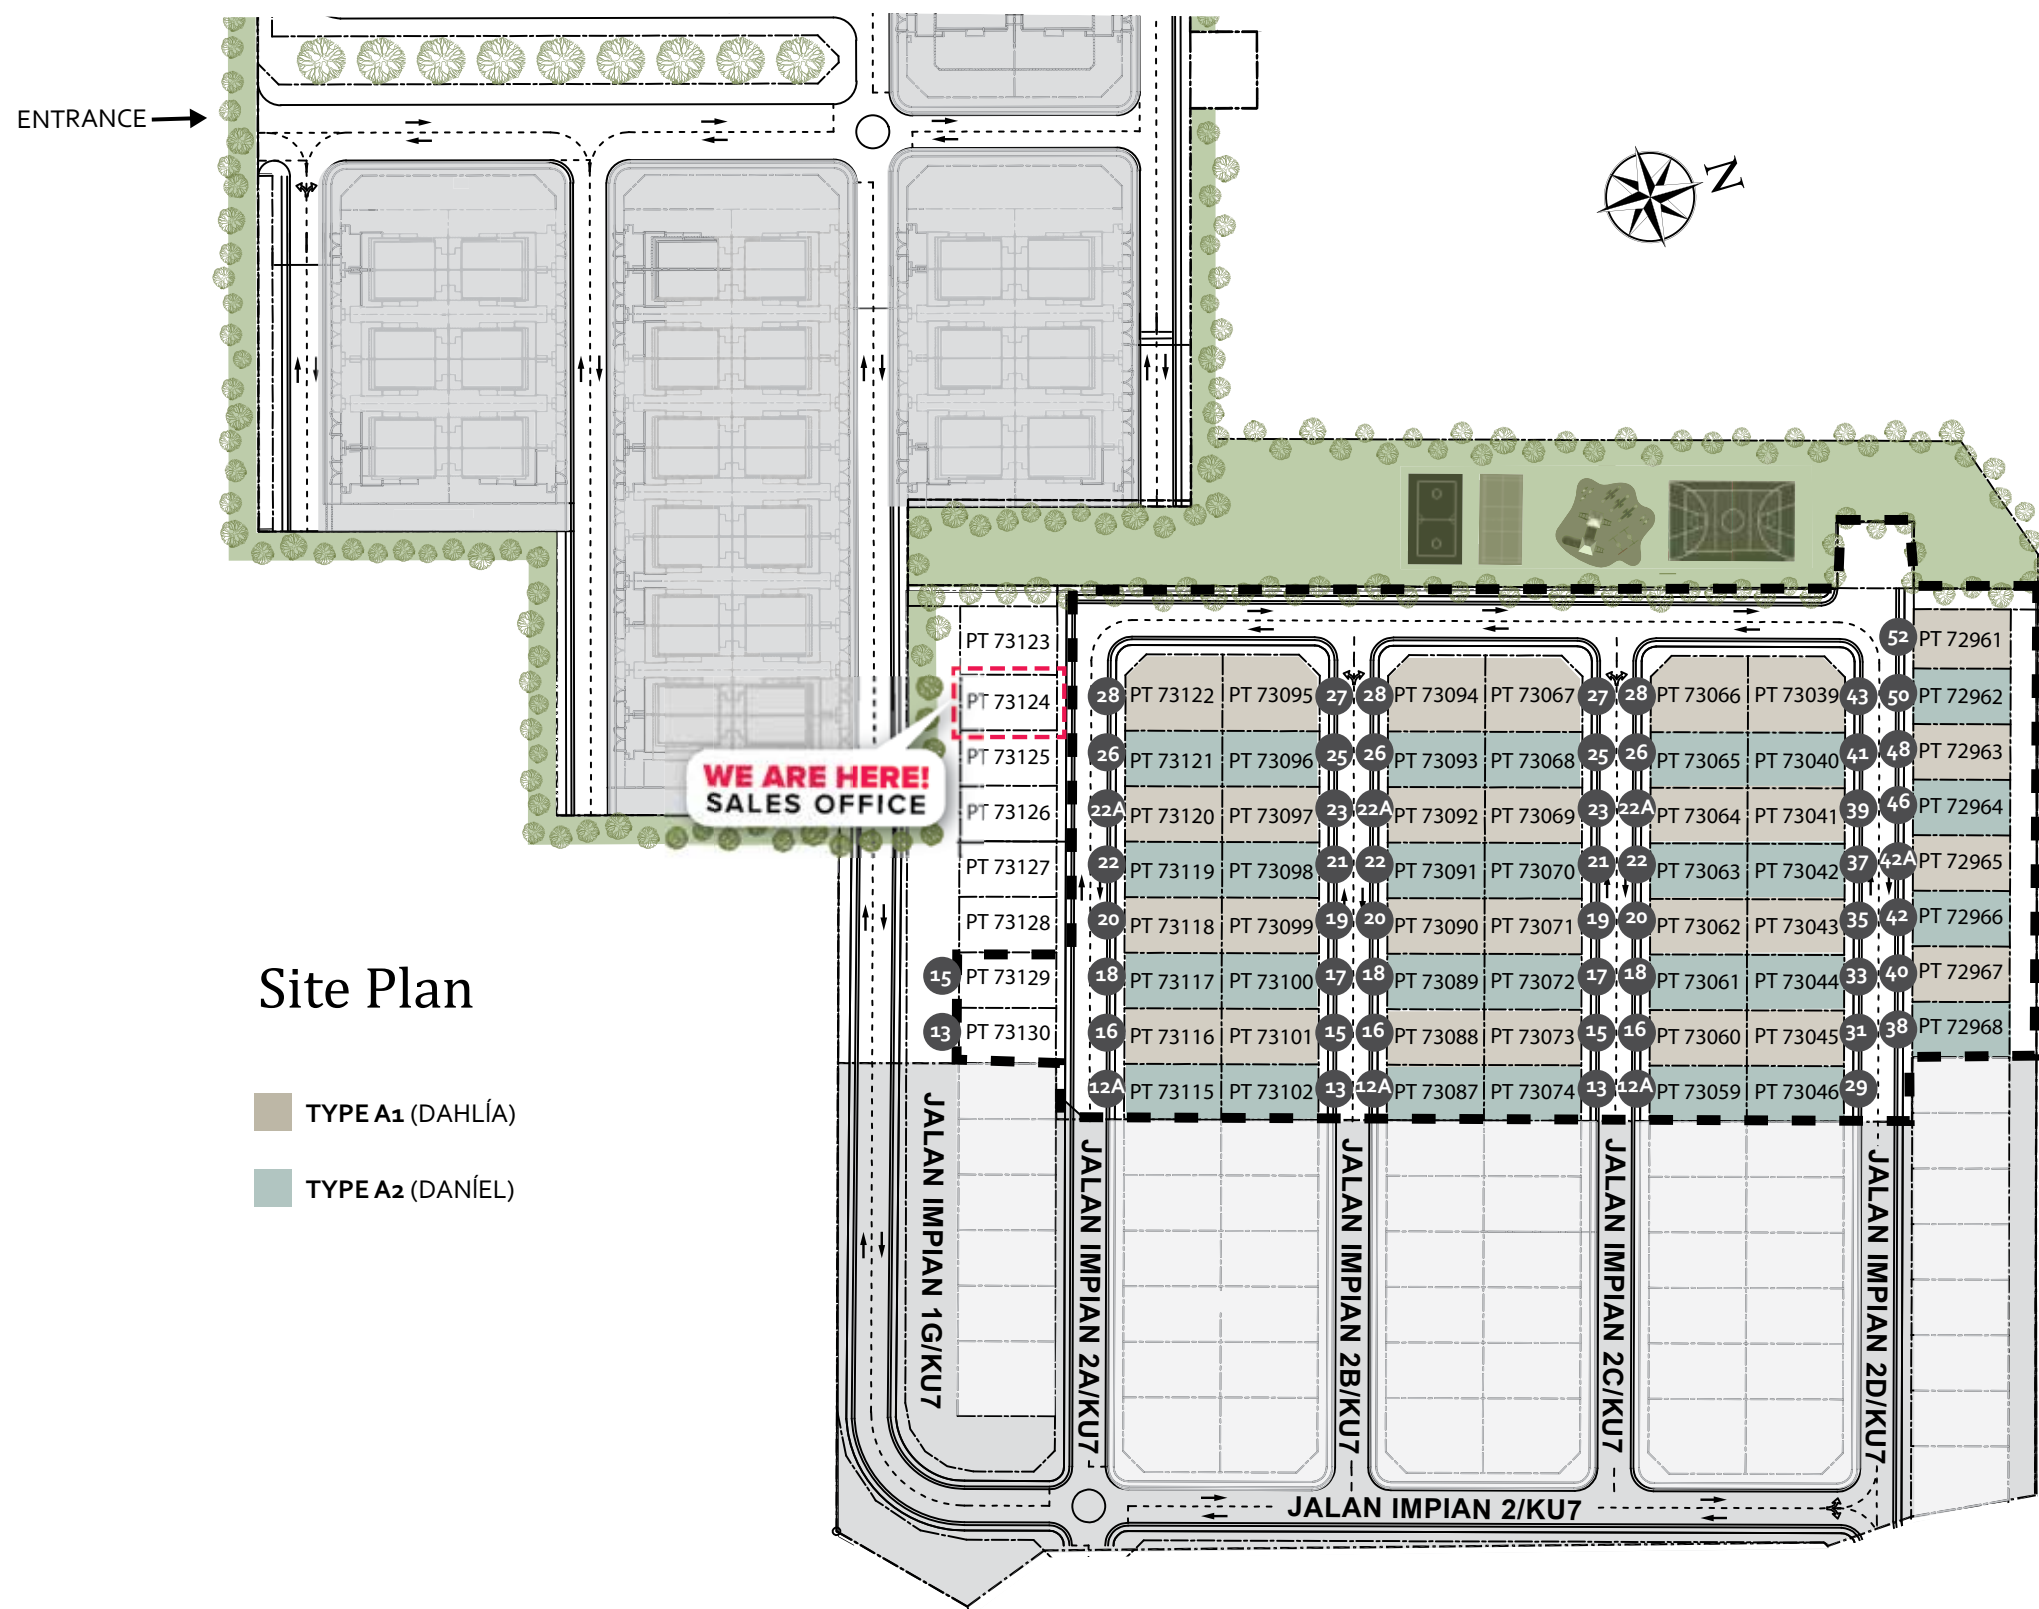 ENTRANCE
N
PT 73123
52 PT 72961
PT 73124
28 PT 73122 PT 73095 27 28 PT 73094 PT 73067 27 28 PT 73066 PT 73039 43 50 PT 72962
PT 73125
26 PT 73121 PT 73096 25 26 PT 73093 PT 73068 25 26 PT 73065 PT 73040 41 48 PT 72963
WE ARE HERE!
SALES OFFICE
PT 73126
22A PT 73120 PT 73097 23 22A PT 73092 PT 73069 23 22A PT 73064 PT 73041 39 46 PT 72964
PT 73127
22 PT 73119 PT 73098 21 22 PT 73091 PT 73070 21 22 PT 73063 PT 73042 37 42A PT 72965
PT 73128
20 PT 73118 PT 73099 19 20 PT 73090 PT 73071 19 20 PT 73062 PT 73043 35 42 PT 72966
15 PT 73129
18 PT 73117 PT 73100 17 18 PT 73089 PT 73072 17 18 PT 73061 PT 73044 33 40 PT 72967
13 PT 73130
16 PT 73116 PT 73101 15 16 PT 73088 PT 73073 15 16 PT 73060 PT 73045 31 38 PT 72968
12A PT 73115 PT 73102 13 12A PT 73087 PT 73074 13 12A PT 73059 PT 73046 29
Site Plan
TYPE A1 (DAHLÍA)
TYPE A2 (DANÍEL)
JALAN IMPIAN 1G/KU7
JALAN IMPIAN 2A/KU7
JALAN IMPIAN 2B/KU7
JALAN IMPIAN 2C/KU7
JALAN IMPIAN 2D/KU7
JALAN IMPIAN 2/KU7